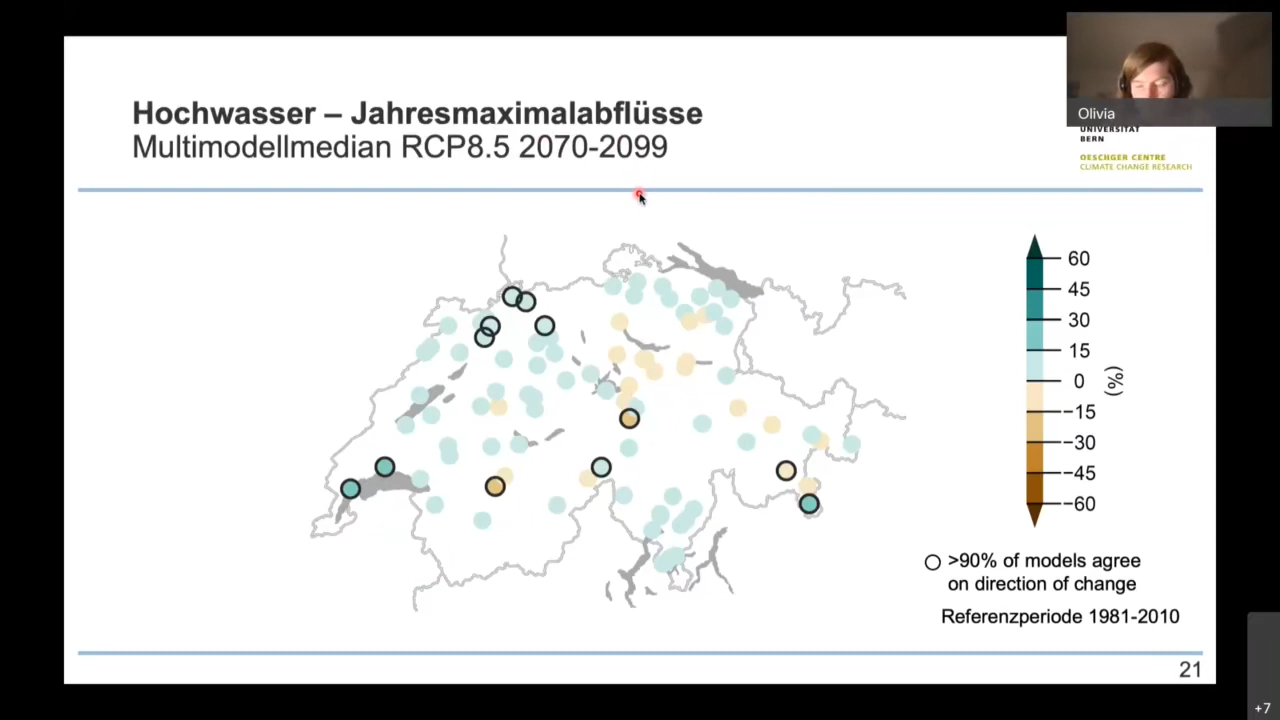 Hochwasser – Jahresmaximalabflüsse
Multimodellmedian RCP8.5 2070-2099
Olivia
UNIVERSITÄT
BERN
OESCHGER CENTRE
CLIMATE CHANGE RESEARCH
60
45
30
15
0
−15
−30
−45
−60
(%)
>90% of models agree
on direction of change
Referenzperiode 1981-2010
21
+7